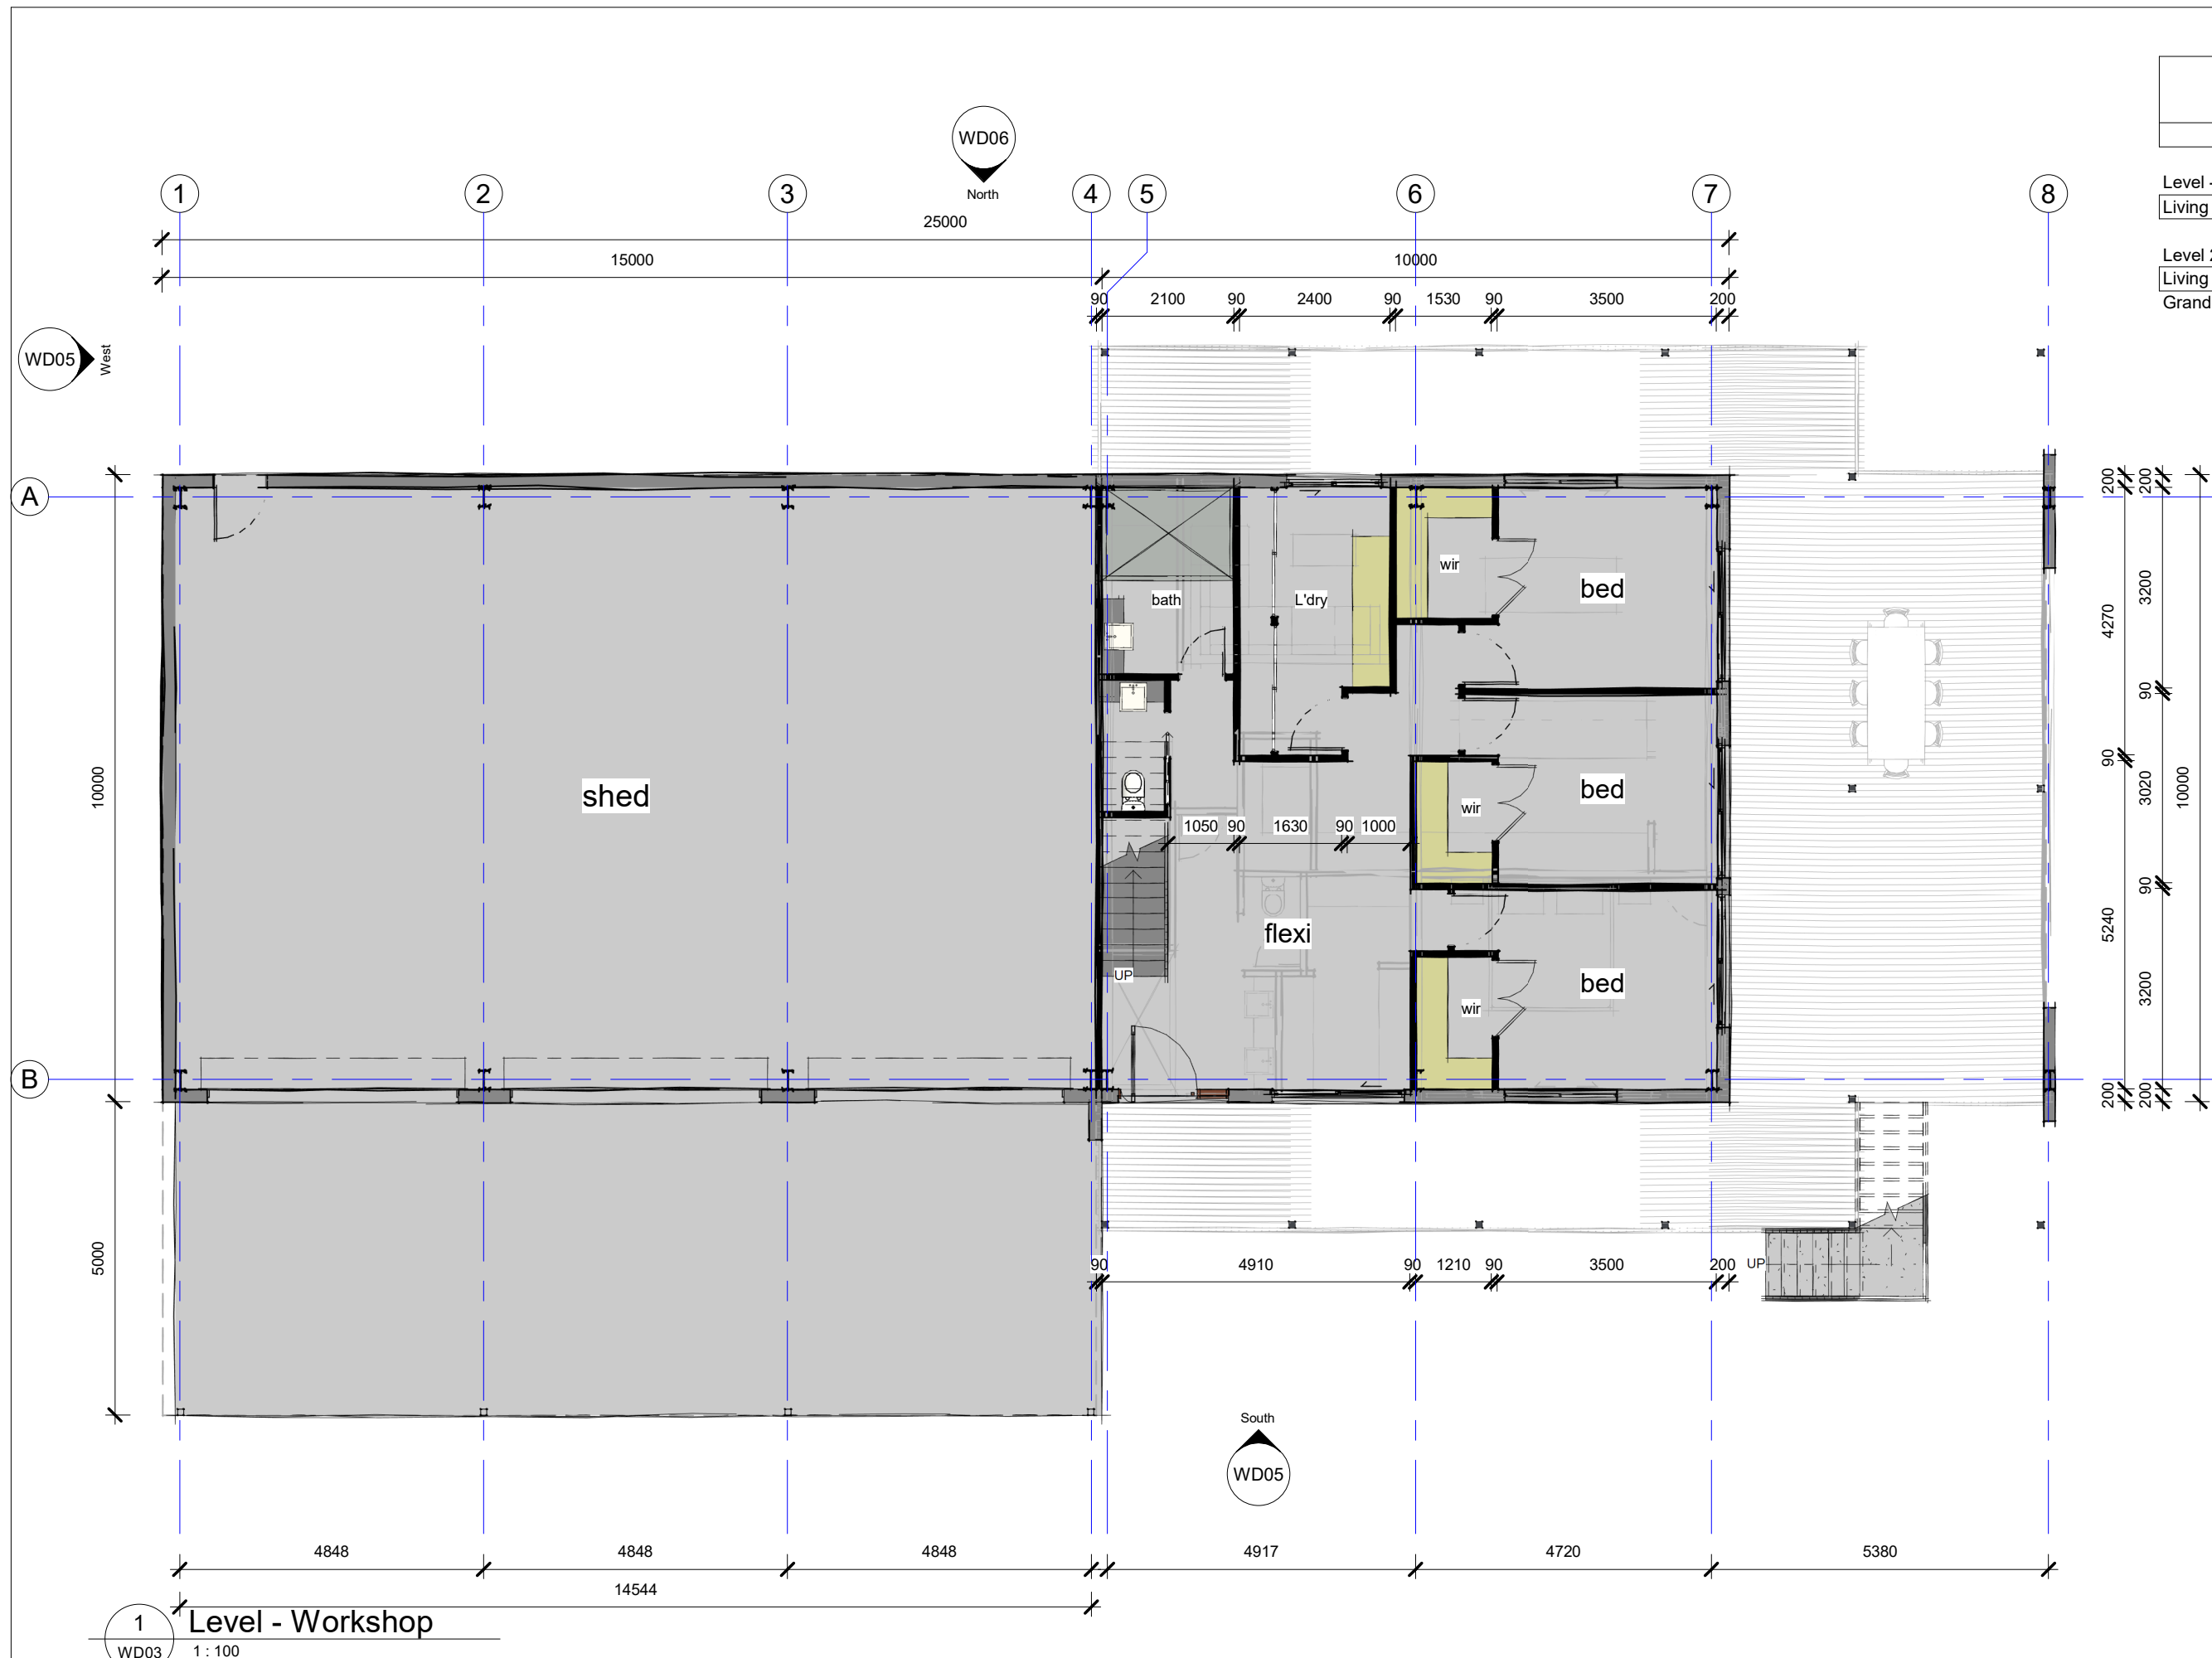 WD06
North
1
2
3
4
5
6
7
8
25000
15000
10000
90
2100
90
2400
90
1530
90
3500
200
Level -
Living
Level 2
Living
Grand
WD05
West
A
B
10000
5000
shed
bath
L'dry
wir
bed
wir
bed
wir
bed
flexi
UP
1050
90
1630
90
1000
200
4270
90
5240
200
200
3200
90
3020
90
3200
200
10000
90
4910
90
1210
90
3500
200
UP
South
WD05
4848
4848
4848
4917
4720
5380
14544
1
WD03
Level - Workshop
1 : 100